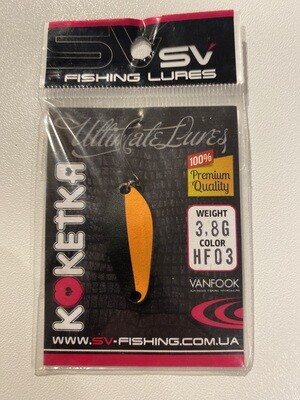 SV SV
FISHING LURES
Ultimate Lures
KOKETKA
100%
Premium
Quality
WEIGHT
3,8G
COLOR
HF03
VANFOOK
WWW.SV-FISHING.COM.UA